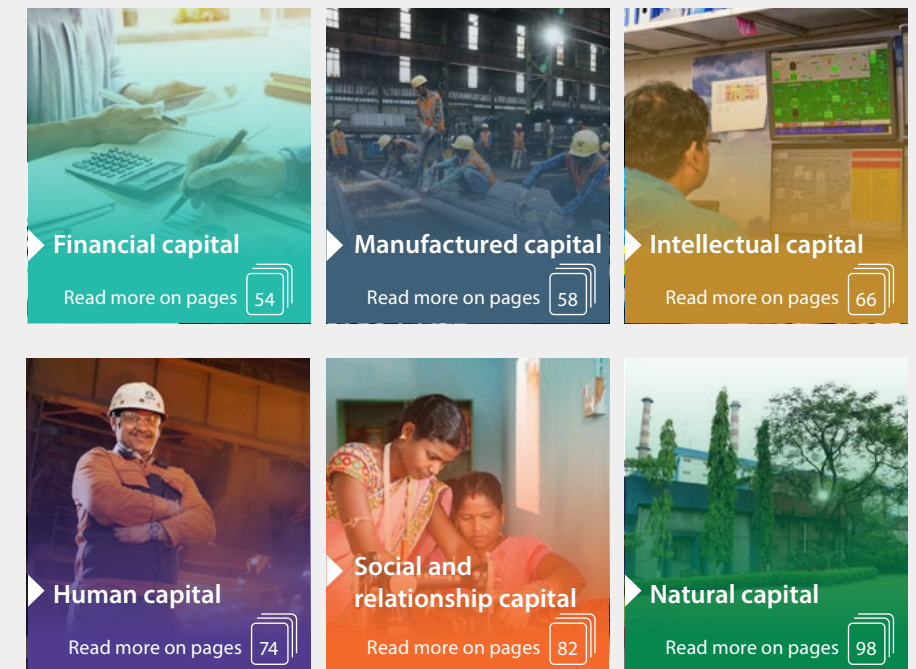 Financial capital
Read more on pages 54
Manufactured capital
Read more on pages 58
Intellectual capital
Read more on pages 66
Human capital
Read more on pages 74
Social and
relationship capital
Read more on pages 82
Natural capital
Read more on pages 98